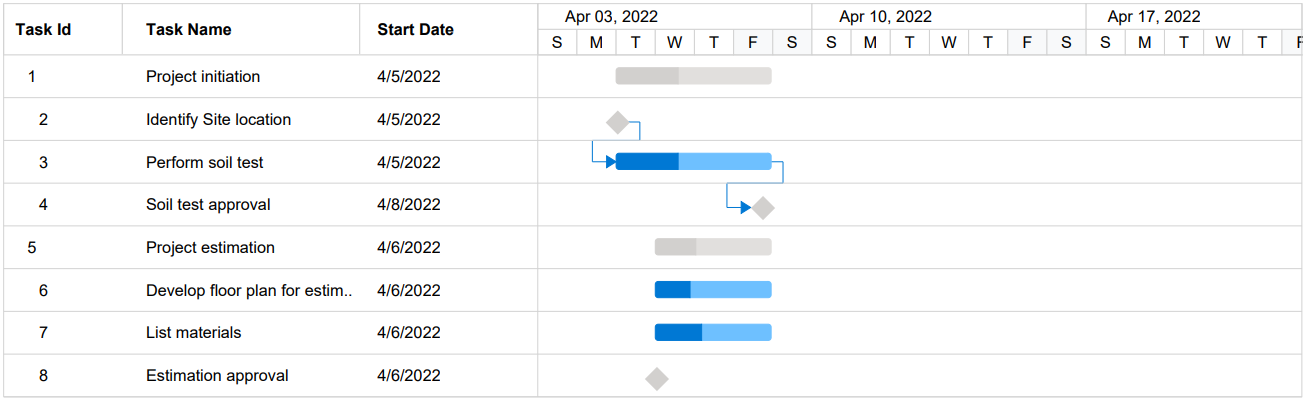 Task Id Task Name Start Date Apr 03, 2022 Apr 10, 2022 Apr 17, 2022
S M T W T F S S M T W T F S S M T W T F
1 Project initiation 4/5/2022
2 Identify Site location 4/5/2022
3 Perform soil test 4/5/2022
4 Soil test approval 4/8/2022
5 Project estimation 4/6/2022
6 Develop floor plan for estim.. 4/6/2022
7 List materials 4/6/2022
8 Estimation approval 4/6/2022